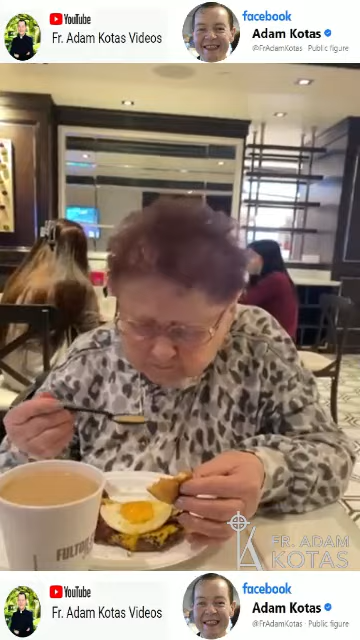 YouTube
Fr. Adam Kotas Videos
facebook
Adam Kotas
@FrAdamKotas · Public figure
FR. ADAM
KOTAS
YouTube
Fr. Adam Kotas Videos
facebook
Adam Kotas
@FrAdamKotas · Public figure